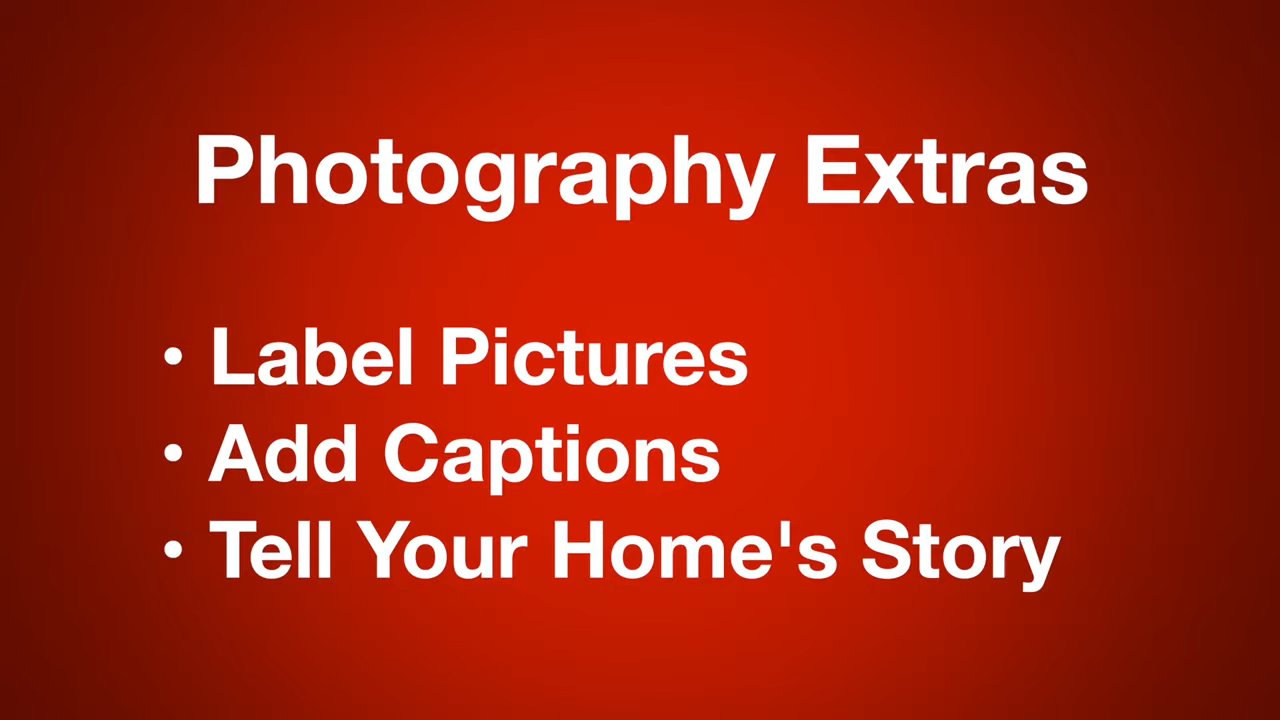 Photography Extras
• Label Pictures
• Add Captions
• Tell Your Home's Story